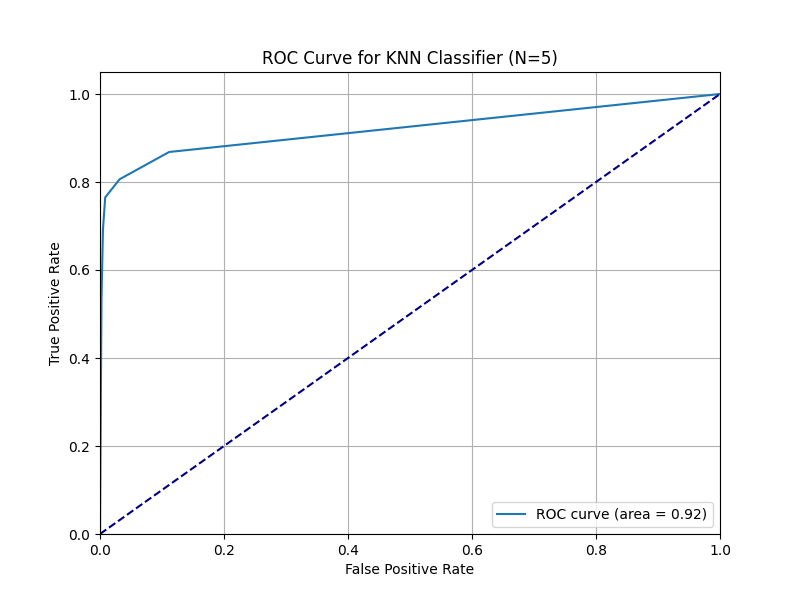 ROC Curve for KNN Classifier (N=5)
True Positive Rate
1.0
0.8
0.6
0.4
0.2
0.0
ROC curve (area = 0.92)
0.0 0.2 0.4 0.6 0.8 1.0
False Positive Rate